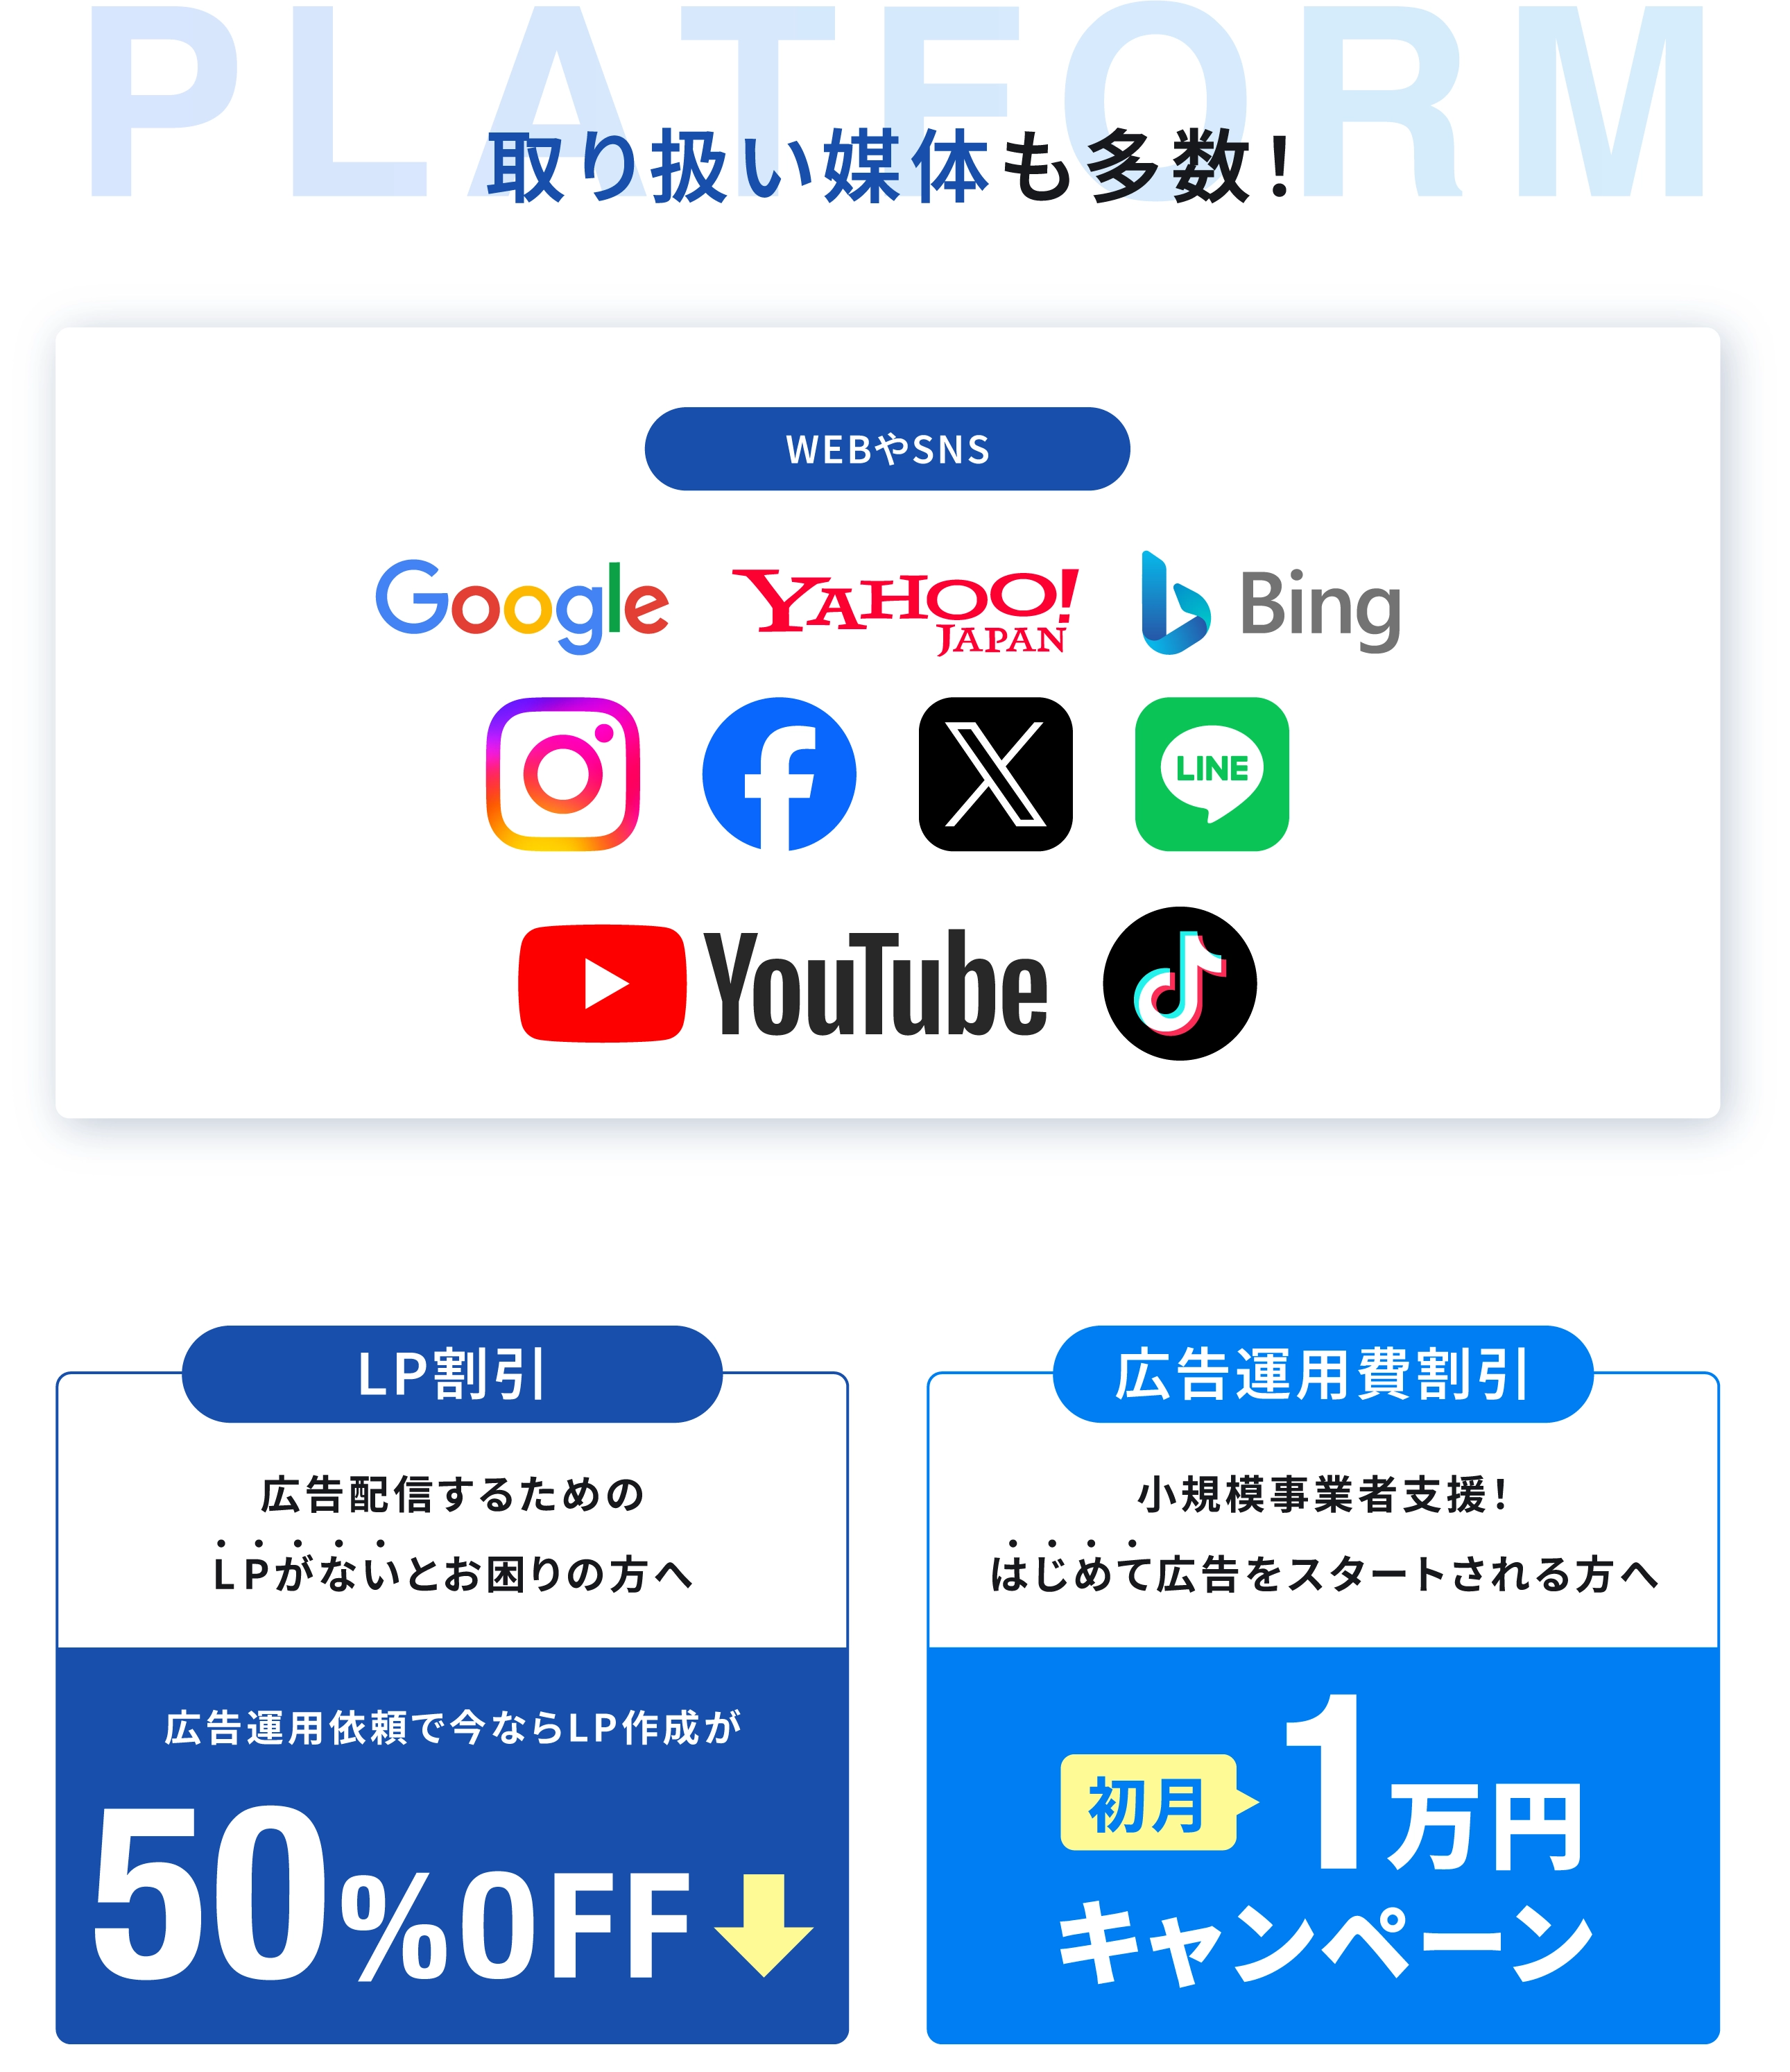 PLATFORM
取り扱い媒体も多数！
WEBやSNS
Google YAHOO! JAPAN Bing
LINE
YouTube
LP割引
広告配信するための
LPがないとお困りの方へ
広告運用依頼で今ならLP作成が
50%OFF
広告運用費割引
小規模事業者支援！
はじめて広告をスタートされる方へ
初月 1万円
キャンペーン